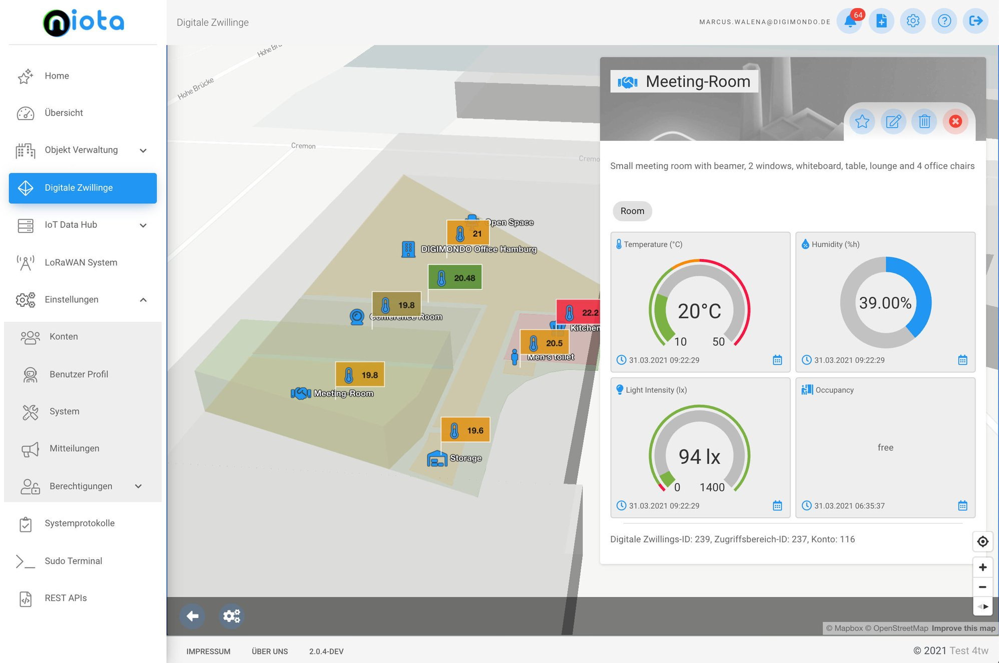 niota
Digitale Zwillinge
MARCUS.WALENA@DIGIMONDO.DE
64
Home
Übersicht
Objekt Verwaltung
Digitale Zwillinge
IoT Data Hub
LoRaWAN System
Einstellungen
Konten
Benutzer Profil
System
Mitteilungen
Berechtigungen
Systemprotokolle
Sudo Terminal
REST APIs
Hohe Brücke
Cremon
Open Space
21
DIGIMONDO Office Hamburg
20.48
19.8
Conference Room
22.2
Kitchen
20.5
Men's toilet
19.8
Meeting-Room
19.6
Storage
Meeting-Room
Small meeting room with beamer, 2 windows, whiteboard, table, lounge and 4 office chairs
Room
Temperature (°C)
20°C
10 50
31.03.2021 09:22:29
Humidity (%h)
39.00%
31.03.2021 09:22:29
Light Intensity (lx)
94 lx
0 1400
31.03.2021 09:22:29
Occupancy
free
31.03.2021 06:35:37
Digitale Zwillings-ID: 239, Zugriffsbereich-ID: 237, Konto: 116
© Mapbox © OpenStreetMap Improve this map
IMPRESSUM ÜBER UNS 2.0.4-DEV
© 2021 Test 4tw